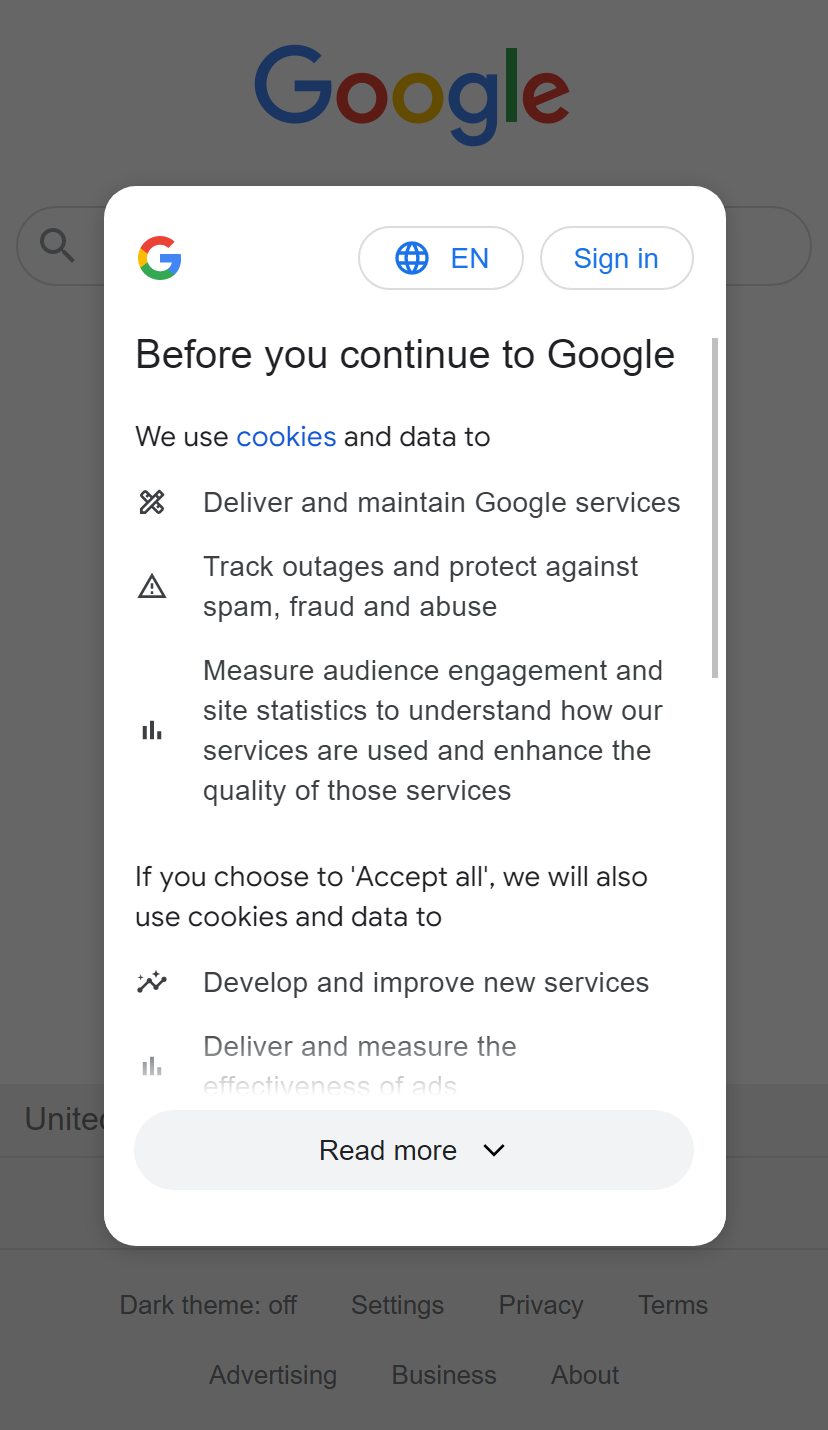 Google
EN
Sign in
Before you continue to Google
We use cookies and data to
Deliver and maintain Google services
Track outages and protect against
spam, fraud and abuse
Measure audience engagement and
site statistics to understand how our
services are used and enhance the
quality of those services
If you choose to 'Accept all', we will also
use cookies and data to
Develop and improve new services
Deliver and measure the
effectiveness of ads
Read more
Dark theme: off Settings Privacy Terms
Advertising Business About